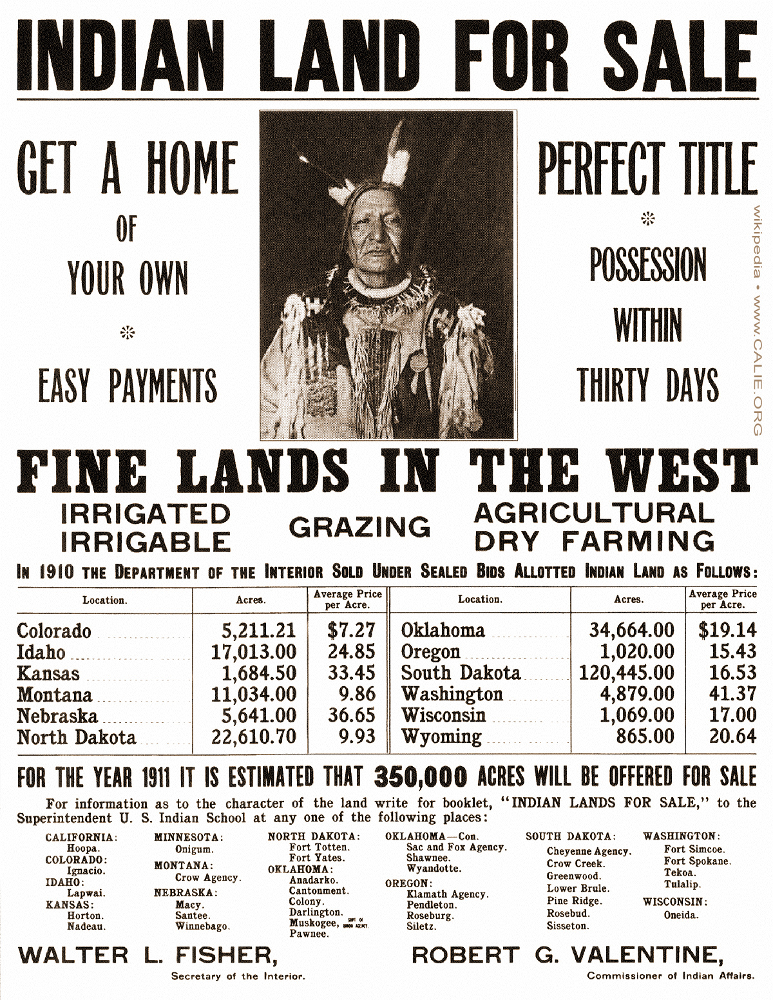 INDIAN LAND FOR SALE
GET A HOME
OF
YOUR OWN
EASY PAYMENTS
PERFECT TITLE
POSSESSION
WITHIN
THIRTY DAYS
wikipedia • www.CALIE.ORG
FINE LANDS IN THE WEST
IRRIGATED
IRRIGABLE
GRAZING
AGRICULTURAL
DRY FARMING
IN 1910 THE DEPARTMENT OF THE INTERIOR SOLD UNDER SEALED BIDS ALLOTTED INDIAN LAND AS FOLLOWS:
Location. Acres. Average Price per Acre. Location. Acres. Average Price per Acre.
Colorado 5,211.21 $7.27 Oklahoma 34,664.00 $19.14
Idaho 17,013.00 24.85 Oregon 1,020.00 15.43
Kansas 1,684.50 33.45 South Dakota 120,445.00 16.53
Montana 11,034.00 9.86 Washington 4,879.00 41.37
Nebraska 5,641.00 36.65 Wisconsin 1,069.00 17.00
North Dakota 22,610.70 9.93 Wyoming 865.00 20.64
FOR THE YEAR 1911 IT IS ESTIMATED THAT 350,000 ACRES WILL BE OFFERED FOR SALE
For information as to the character of the land write for booklet, "INDIAN LANDS FOR SALE," to the
Superintendent U. S. Indian School at any one of the following places:
CALIFORNIA:
Hoopa.
COLORADO:
Ignacio.
IDAHO:
Lapwai.
KANSAS:
Horton.
Nadeau.
MINNESOTA:
Onigum.
MONTANA:
Crow Agency.
NEBRASKA:
Macy.
Santee.
Winnebago.
NORTH DAKOTA:
Fort Totten.
Fort Yates.
OKLAHOMA:
Anadarko.
Cantonment.
Colony.
Darlington.
Muskogee, SUPT OF UNION AGENCY.
Pawnee.
OKLAHOMA—Con.
Sac and Fox Agency.
Shawnee.
Wyandotte.
OREGON:
Klamath Agency.
Pendleton.
Roseburg.
Siletz.
SOUTH DAKOTA:
Cheyenne Agency.
Crow Creek.
Greenwood.
Lower Brule.
Pine Ridge.
Rosebud.
Sisseton.
WASHINGTON:
Fort Simcoe.
Fort Spokane.
Tekoa.
Tulalip.
WISCONSIN:
Oneida.
WALTER L. FISHER,
Secretary of the Interior.
ROBERT G. VALENTINE,
Commissioner of Indian Affairs.